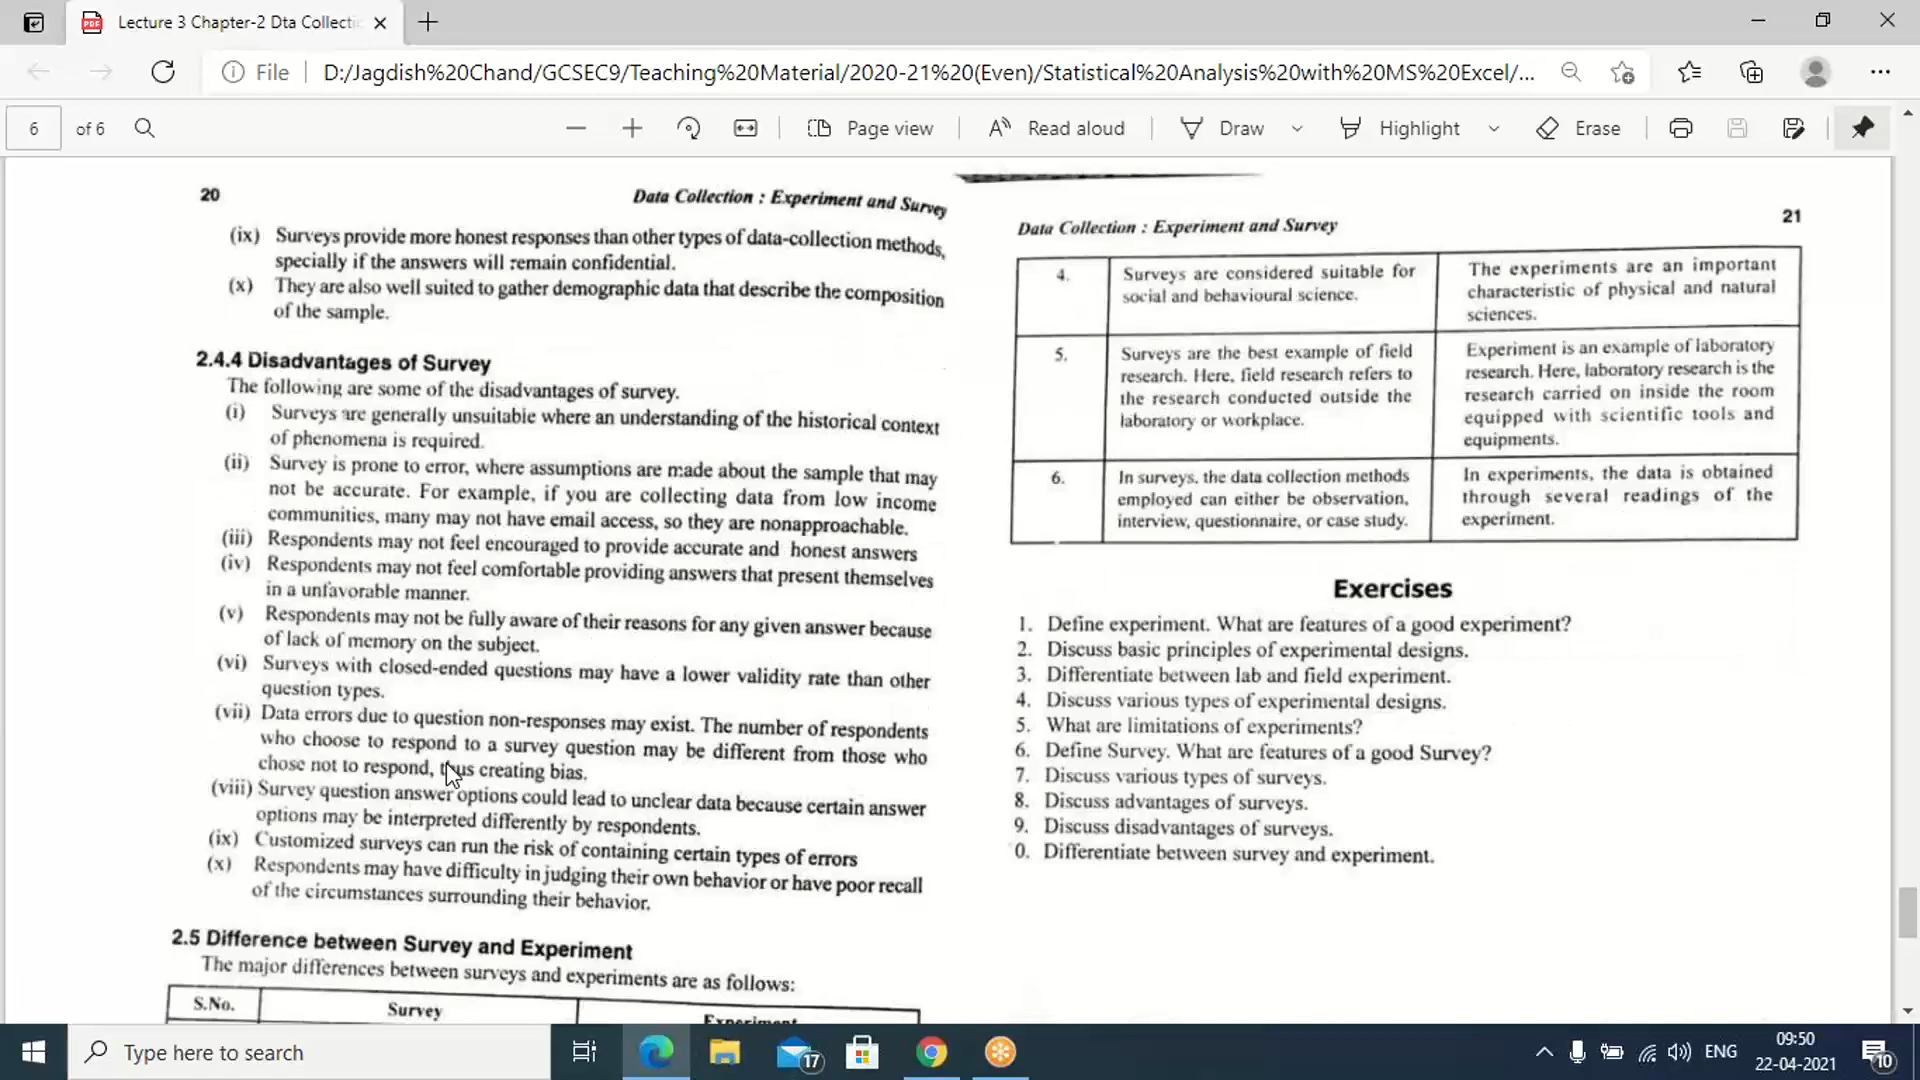 Lecture 3 Chapter-2 Dta Collecti
File
D:/Jagdish%20Chand/GCSEC9/Teaching%20Material/2020-21%20(Even)/Statistical%20Analysis%20with%20MS%20Excel/...
6 of 6
Page view
Read aloud
Draw
Highlight
Erase
20
Data Collection : Experiment and Survey
(ix) Surveys provide more honest responses than other types of data-collection methods,
specially if the answers will remain confidential.
(x) They are also well suited to gather demographic data that describe the composition
of the sample.
2.4.4 Disadvantages of Survey
The following are some of the disadvantages of survey.
(i) Surveys are generally unsuitable where an understanding of the historical context
of phenomena is required.
(ii) Survey is prone to error, where assumptions are made about the sample that may
not be accurate. For example, if you are collecting data from low income
communities, many may not have email access, so they are nonapproachable.
(iii) Respondents may not feel encouraged to provide accurate and honest answers
(iv) Respondents may not feel comfortable providing answers that present themselves
in a unfavorable manner.
(v) Respondents may not be fully aware of their reasons for any given answer because
of lack of memory on the subject.
(vi) Surveys with closed-ended questions may have a lower validity rate than other
question types.
(vii) Data errors due to question non-responses may exist. The number of respondents
who choose to respond to a survey question may be different from those who
chose not to respond, thus creating bias.
(viii) Survey question answer options could lead to unclear data because certain answer
options may be interpreted differently by respondents.
(ix) Customized surveys can run the risk of containing certain types of errors
(x) Respondents may have difficulty in judging their own behavior or have poor recall
of the circumstances surrounding their behavior.
2.5 Difference between Survey and Experiment
The major differences between surveys and experiments are as follows:
S.No. Survey Experiment
Data Collection : Experiment and Survey
21
4. Surveys are considered suitable for
social and behavioural science.
The experiments are an important
characteristic of physical and natural
sciences.
5. Surveys are the best example of field
research. Here, field research refers to
the research conducted outside the
laboratory or workplace.
Experiment is an example of laboratory
research. Here, laboratory research is the
research carried on inside the room
equipped with scientific tools and
equipments.
6. In surveys, the data collection methods
employed can either be observation,
interview, questionnaire, or case study.
In experiments, the data is obtained
through several readings of the
experiment.
Exercises
1. Define experiment. What are features of a good experiment?
2. Discuss basic principles of experimental designs.
3. Differentiate between lab and field experiment.
4. Discuss various types of experimental designs.
5. What are limitations of experiments?
6. Define Survey. What are features of a good Survey?
7. Discuss various types of surveys.
8. Discuss advantages of surveys.
9. Discuss disadvantages of surveys.
0. Differentiate between survey and experiment.
Type here to search
17
ENG
09:50
22-04-2021
10